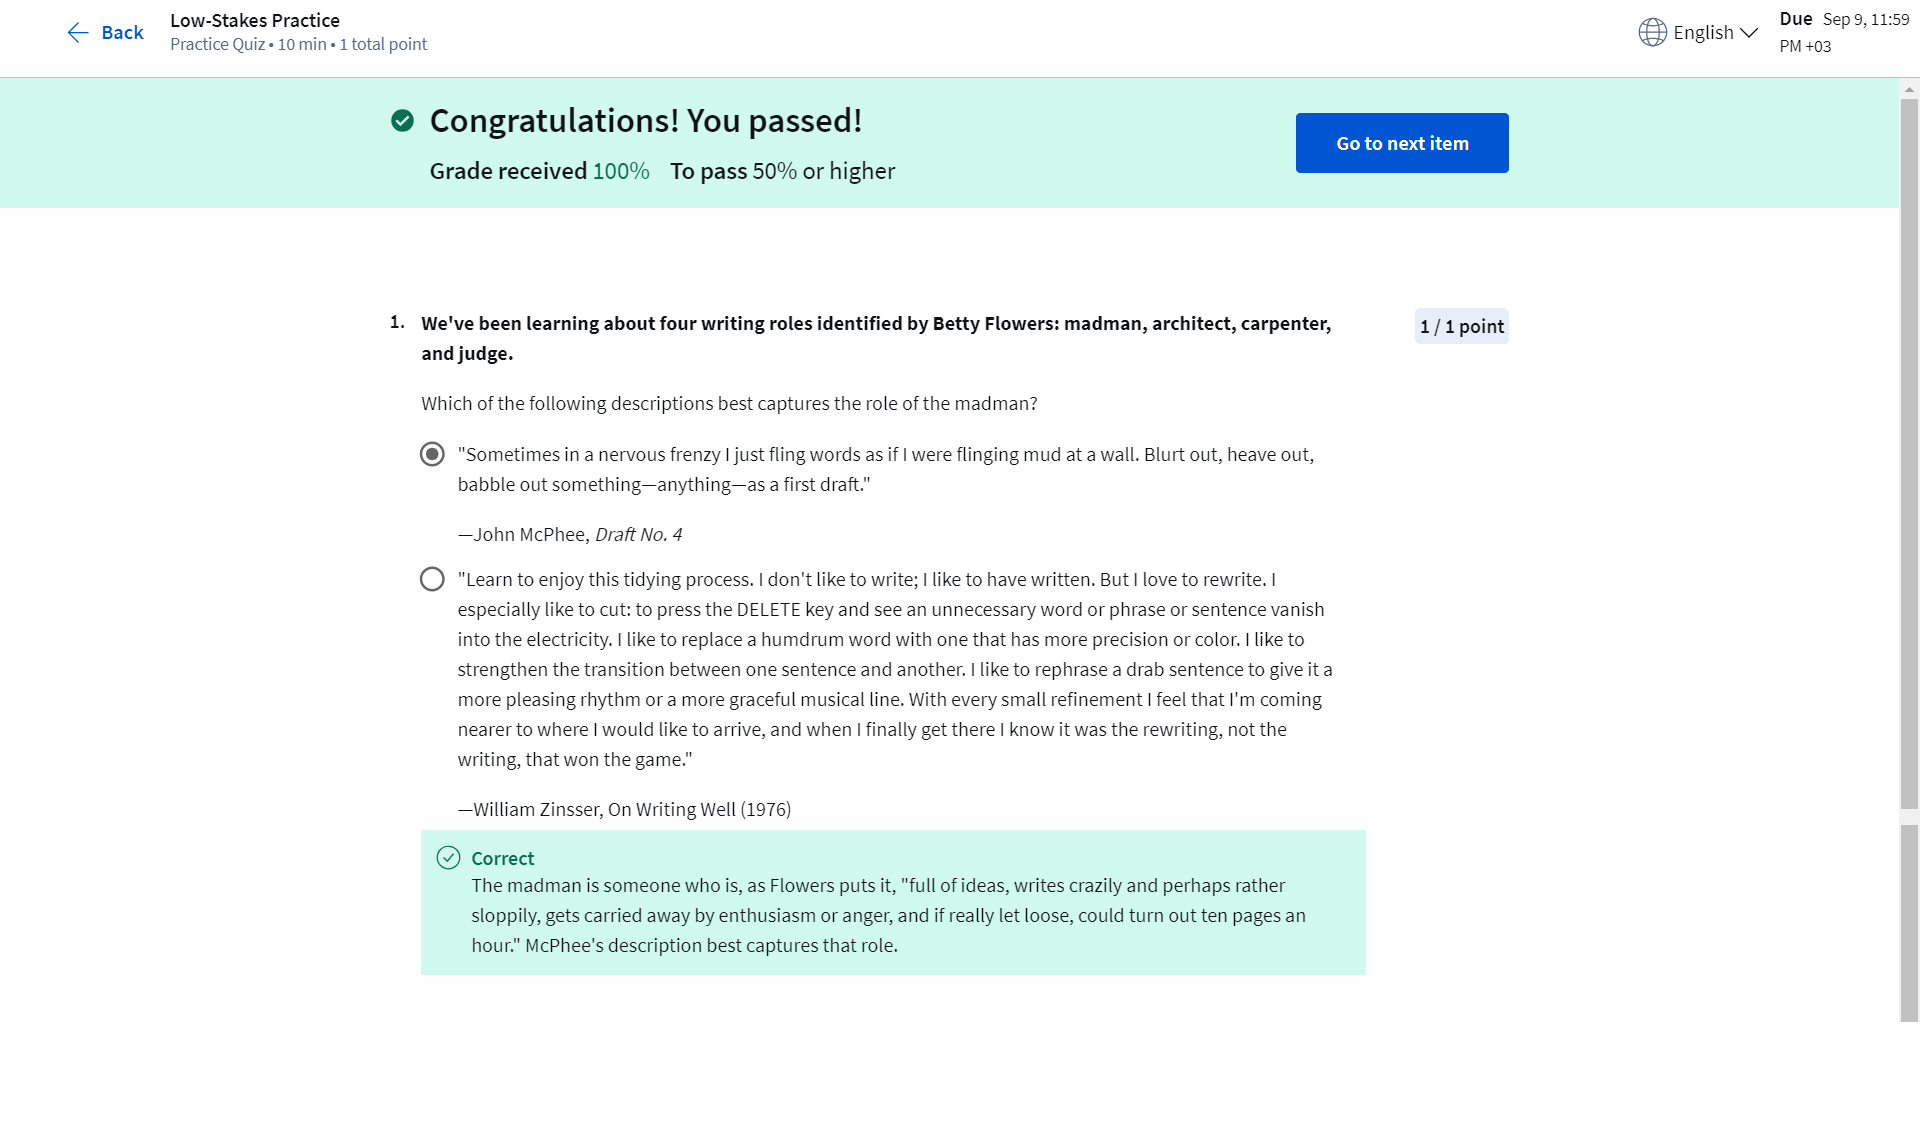 Back
Low-Stakes Practice
Practice Quiz • 10 min • 1 total point
English
Due Sep 9, 11:59
PM +03
Congratulations! You passed!
Grade received 100% To pass 50% or higher
Go to next item
1. We've been learning about four writing roles identified by Betty Flowers: madman, architect, carpenter,
and judge.
1 / 1 point
Which of the following descriptions best captures the role of the madman?
"Sometimes in a nervous frenzy I just fling words as if I were flinging mud at a wall. Blurt out, heave out,
babble out something—anything—as a first draft."
—John McPhee, Draft No. 4
"Learn to enjoy this tidying process. I don't like to write; I like to have written. But I love to rewrite. I
especially like to cut: to press the DELETE key and see an unnecessary word or phrase or sentence vanish
into the electricity. I like to replace a humdrum word with one that has more precision or color. I like to
strengthen the transition between one sentence and another. I like to rephrase a drab sentence to give it a
more pleasing rhythm or a more graceful musical line. With every small refinement I feel that I'm coming
nearer to where I would like to arrive, and when I finally get there I know it was the rewriting, not the
writing, that won the game."
—William Zinsser, On Writing Well (1976)
Correct
The madman is someone who is, as Flowers puts it, "full of ideas, writes crazily and perhaps rather
sloppily, gets carried away by enthusiasm or anger, and if really let loose, could turn out ten pages an
hour." McPhee's description best captures that role.